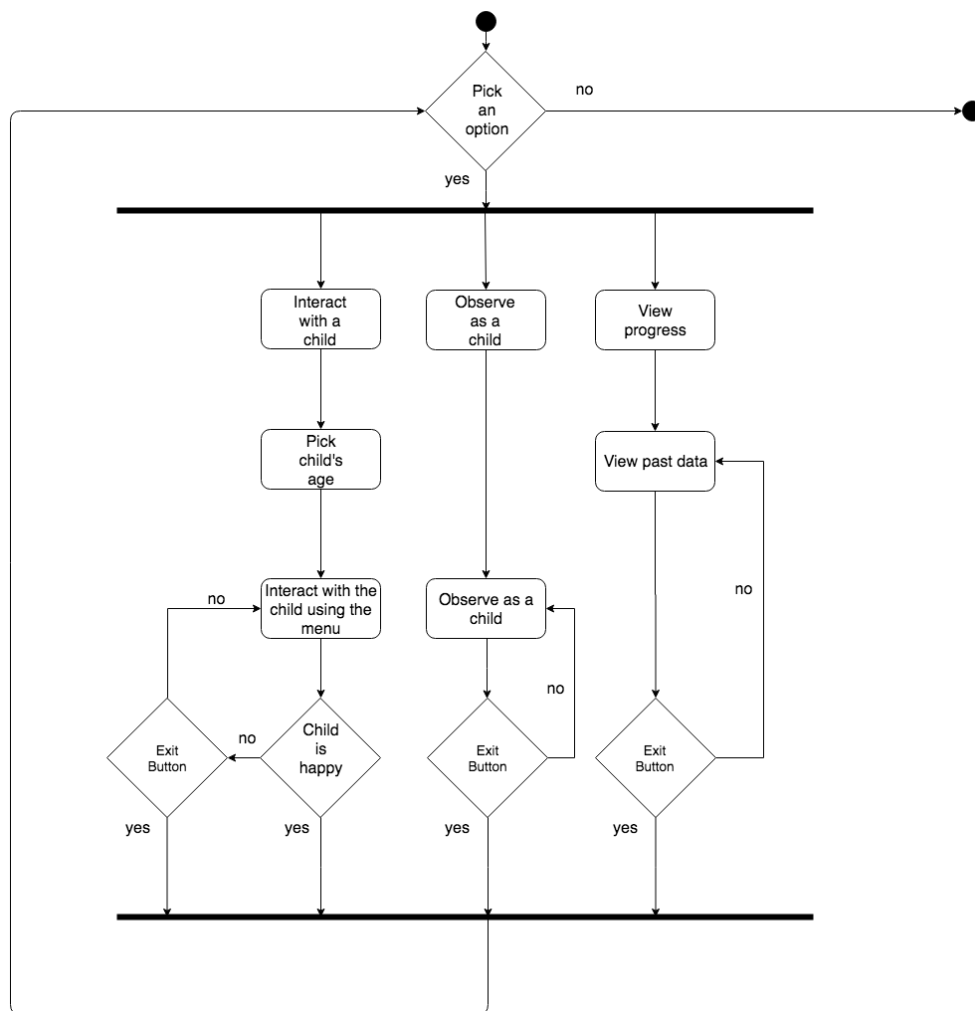 Pick
an
option
no
yes
Interact
with a
child
Observe
as a
child
View
progress
Pick
child's
age
View past data
Interact with the
child using the
menu
no
Observe as a
child
no
no
Exit
Button
no
Child
is
happy
Exit
Button
Exit
Button
yes
yes
yes
yes